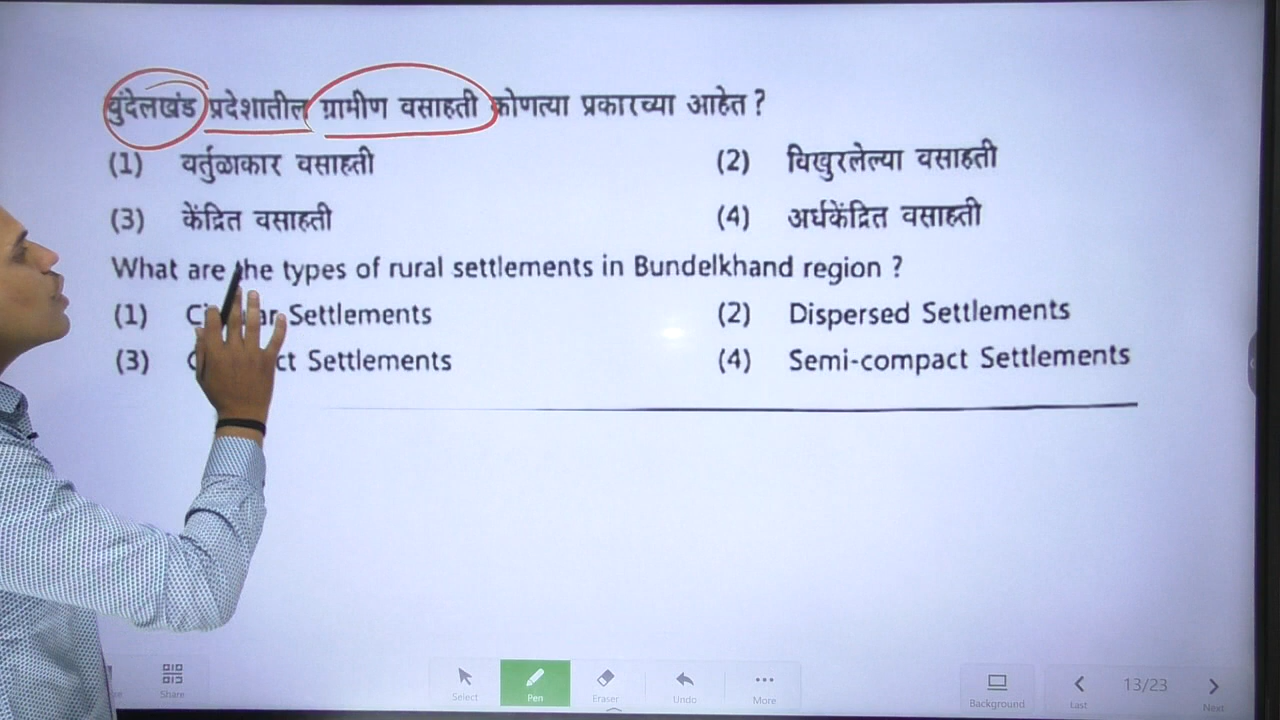 बुंदेलखंड प्रदेशातील ग्रामीण वसाहती कोणत्या प्रकारच्या आहेत ?
(1) वर्तुळाकार वसाहती (2) विखुरलेल्या वसाहती
(3) केंद्रित वसाहती (4) अर्धकेंद्रित वसाहती
What are the types of rural settlements in Bundelkhand region ?
(1) Settlements (2) Dispersed Settlements
(3) Settlements (4) Semi-compact Settlements
Share Select Pen Eraser Undo More Background Last 13/23 Next